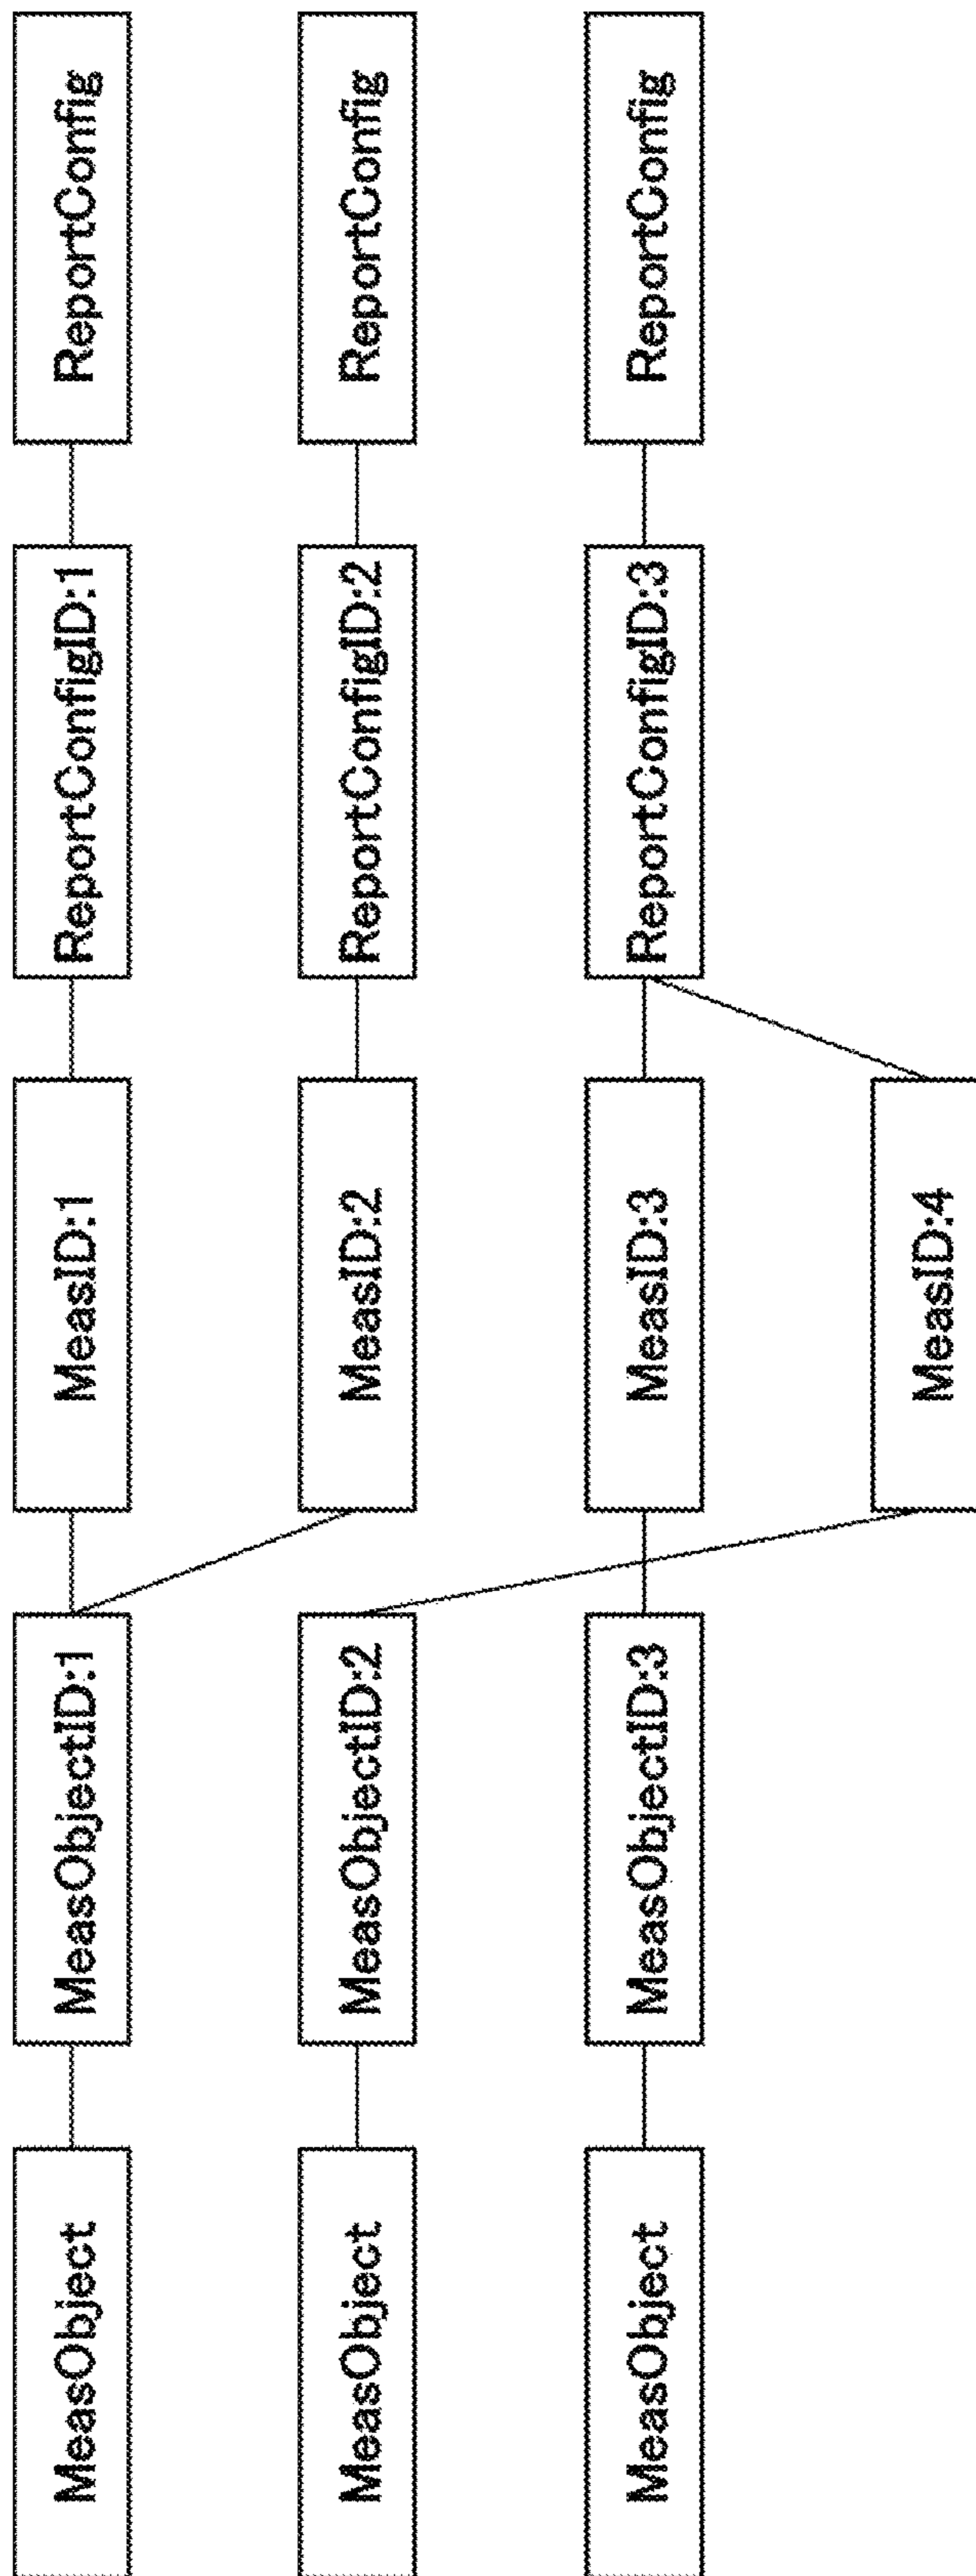 MeasObject
MeasObjectID:1
MeasID:1
ReportConfigID:1
ReportConfig
MeasObject
MeasObjectID:2
MeasID:2
ReportConfigID:2
ReportConfig
MeasObject
MeasObjectID:3
MeasID:3
ReportConfigID:3
ReportConfig
MeasID:4